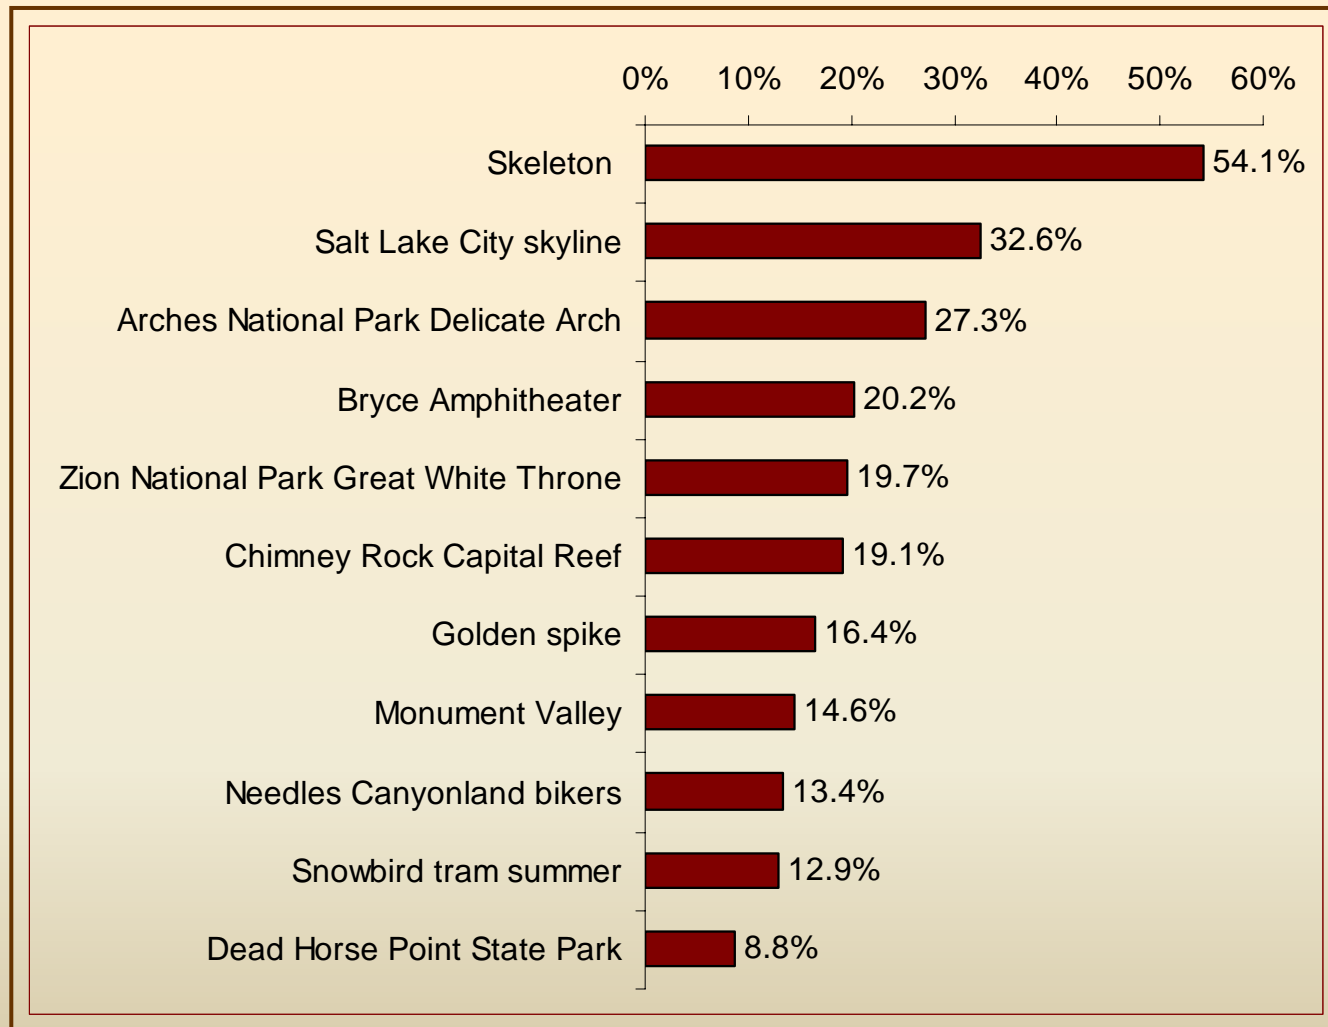 0% 10% 20% 30% 40% 50% 60%
Skeleton 54.1%
Salt Lake City skyline 32.6%
Arches National Park Delicate Arch 27.3%
Bryce Amphitheater 20.2%
Zion National Park Great White Throne 19.7%
Chimney Rock Capital Reef 19.1%
Golden spike 16.4%
Monument Valley 14.6%
Needles Canyonland bikers 13.4%
Snowbird tram summer 12.9%
Dead Horse Point State Park 8.8%